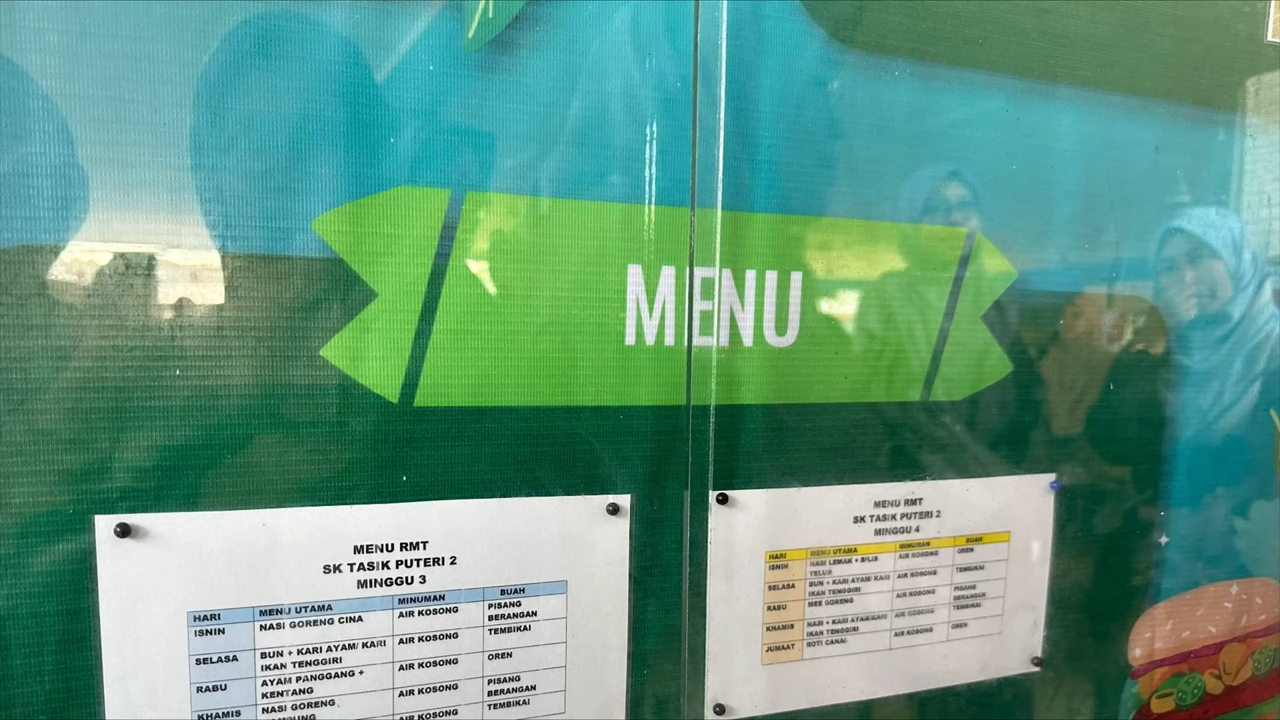 MENU
MENU RMT
SK TASIK PUTERI 2
MINGGU 3
HARI MENU UTAMA MINUMAN BUAH
ISNIN NASI GORENG CINA AIR KOSONG PISANG
BERANGAN
SELASA BUN + KARI AYAM/ KARI AIR KOSONG TEMBIKAI
IKAN TENGGIRI
RABU AYAM PANGGANG + AIR KOSONG OREN
KENTANG
KHAMIS NASI GORENG AIR KOSONG PISANG
BERANGAN
AIR KOSONG TEMBIKAI
MENU RMT
SK TASIK PUTERI 2
MINGGU 4
HARI MENU UTAMA MINUMAN BUAH
ISNIN NASI LEMAK + BILIS AIR KOSONG OREN
TELUR
SELASA BUN + KARI AYAM/ KARI AIR KOSONG TEMBIKAI
IKAN TENGGIRI
RABU MEE GORENG AIR KOSONG PISANG
BERANGAN
KHAMIS NASI + KARI AYAM/KARI AIR KOSONG TEMBIKAI
IKAN TENGGIRI
JUMAAT ROTI CANAI AIR KOSONG OREN